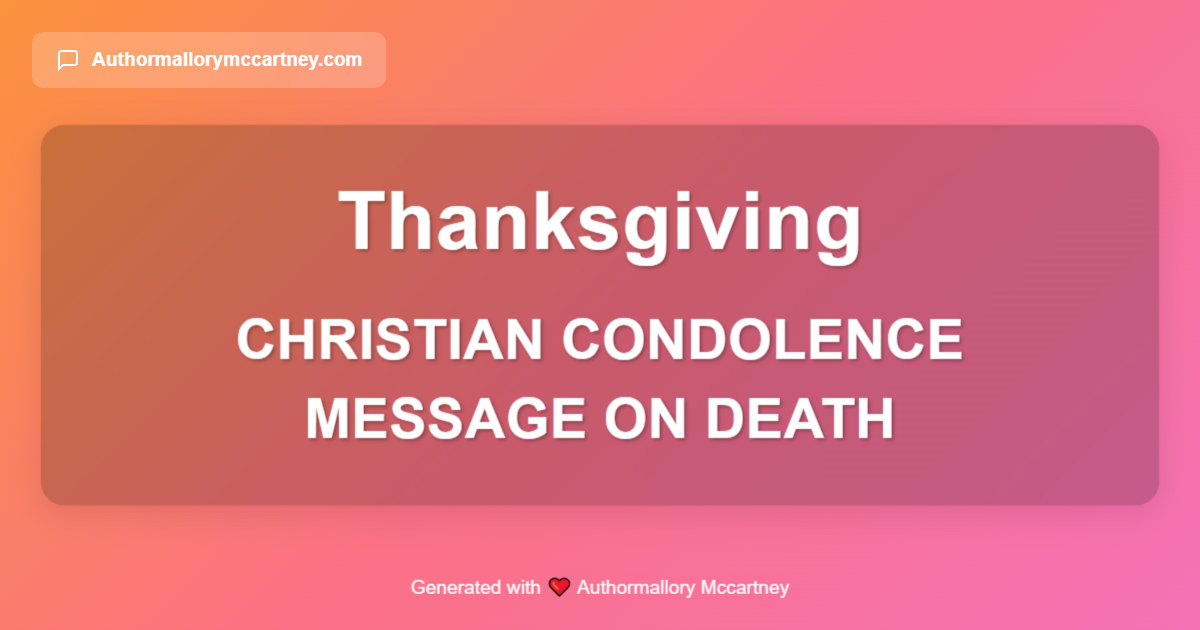 Authormallorymccartney.com
Thanksgiving
CHRISTIAN CONDOLENCE
MESSAGE ON DEATH
Generated with ❤️ Authormallory Mccartney